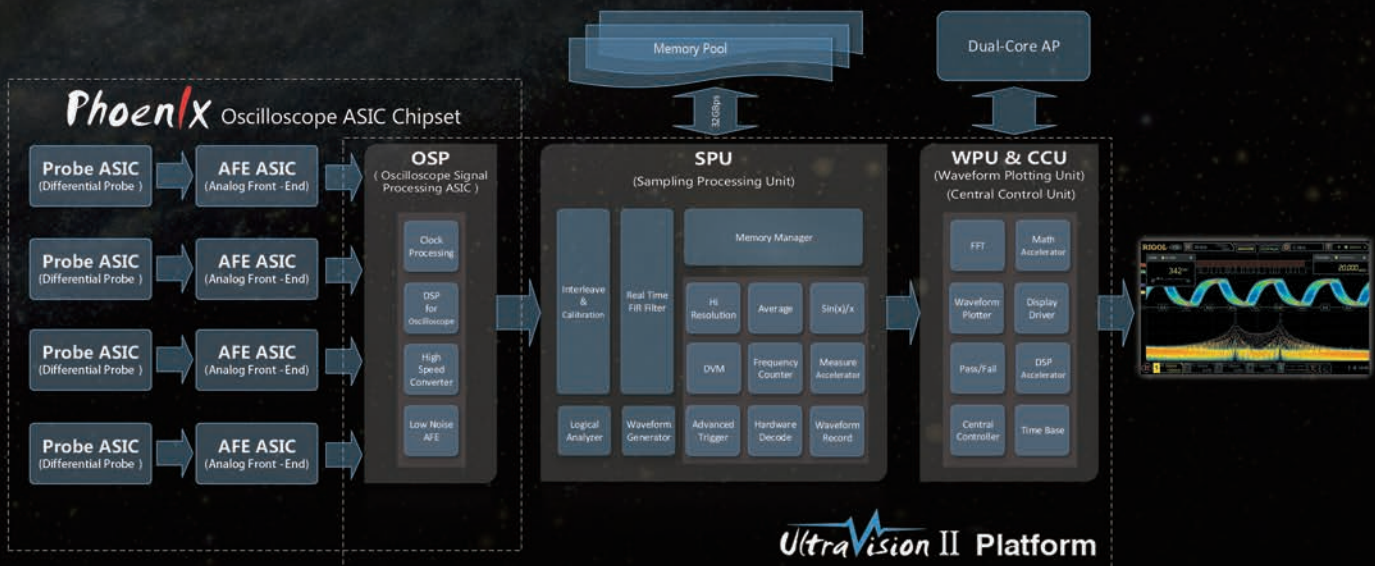 Memory Pool
Dual-Core AP
32GBps
PhoenIx Oscilloscope ASIC Chipset
Probe ASIC
(Differential Probe )
AFE ASIC
(Analog Front -End)
Probe ASIC
(Differential Probe )
AFE ASIC
(Analog Front -End)
Probe ASIC
(Differential Probe )
AFE ASIC
(Analog Front -End)
Probe ASIC
(Differential Probe )
AFE ASIC
(Analog Front -End)
OSP
( Oscilloscope Signal
Processing ASIC )
Clock
Processing
DSP
for
Oscilloscope
High
Speed
Converter
Low Noise
AFE
SPU
(Sampling Processing Unit)
Interleave
&
Calibration
Real Time
FIR Filter
Memory Manager
Hi
Resolution
Average
Sin(x)/x
DVM
Frequency
Counter
Measure
Accelerator
Logical
Analyzer
Waveform
Generator
Advanced
Trigger
Hardware
Decode
Waveform
Record
WPU & CCU
(Waveform Plotting Unit)
(Central Control Unit)
FFT
Math
Accelerator
Waveform
Plotter
Display
Driver
Pass/Fail
DSP
Accelerator
Central
Controller
Time Base
RIGOL
342
20.000
UltraVision II Platform